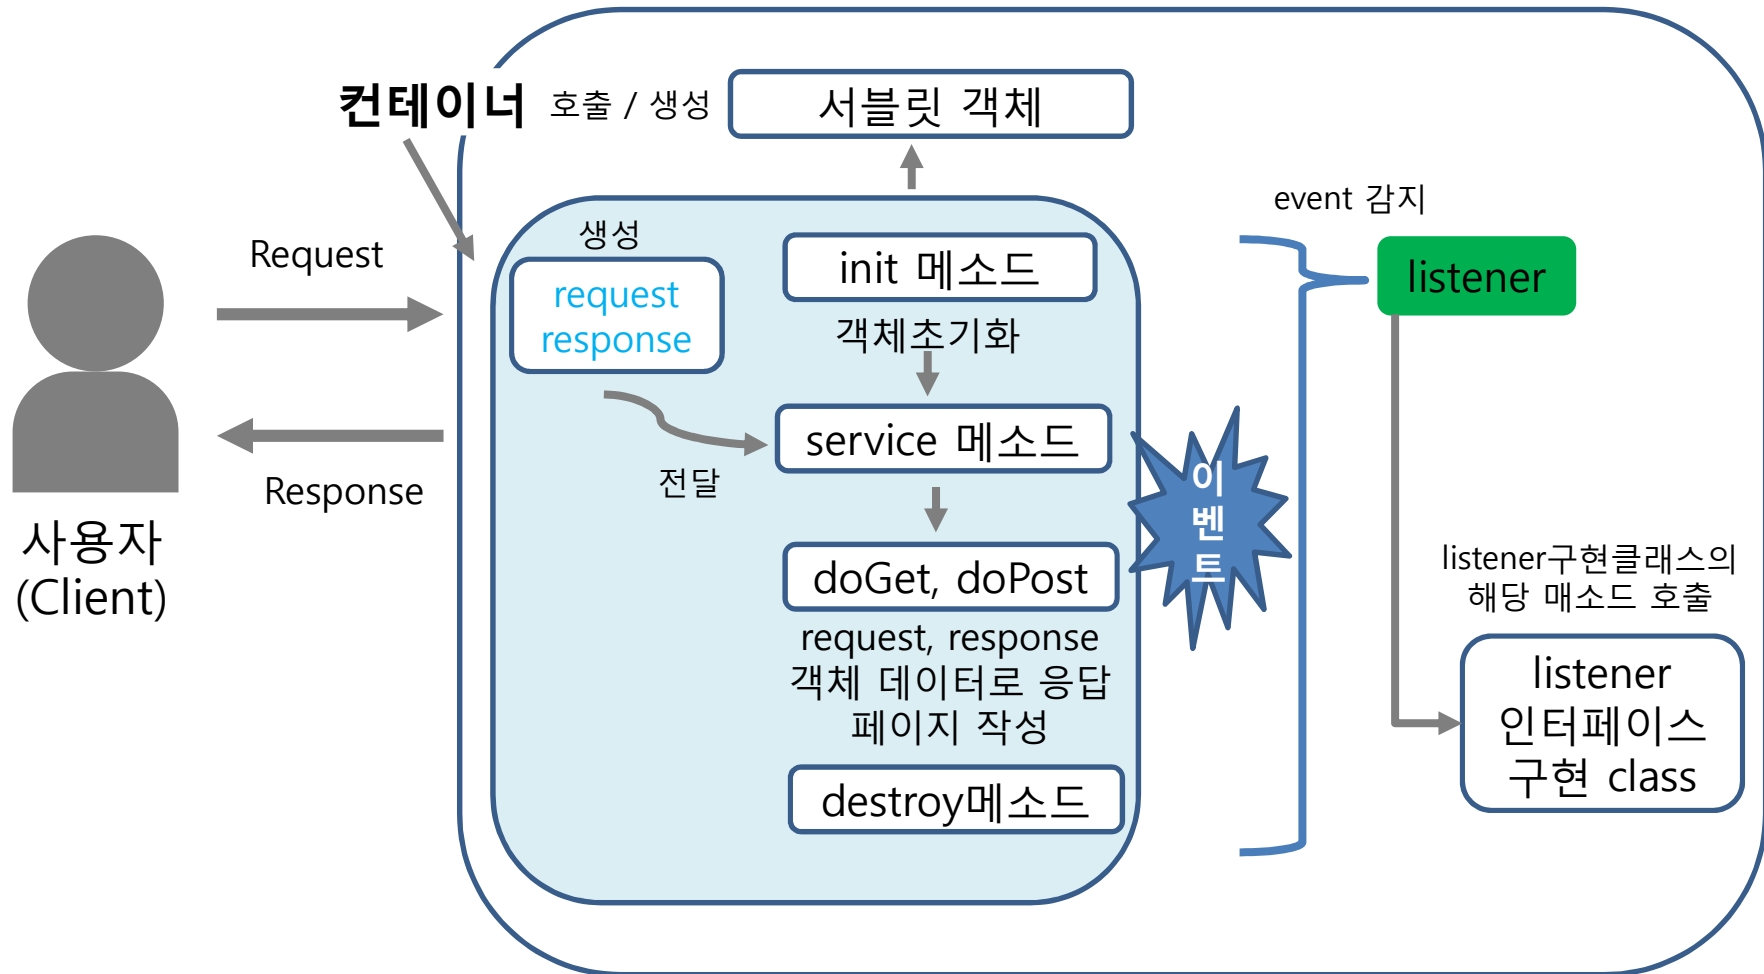 컨테이너
호출 / 생성
서블릿 객체
event 감지
생성
init 메소드
Request
request
response
listener
객체초기화
service 메소드
전달
Response
이
벤
트
사용자
(Client)
doGet, doPost
listener구현클래스의
해당 매소드 호출
request, response
객체 데이터로 응답
페이지 작성
listener
인터페이스
구현 class
destroy메소드